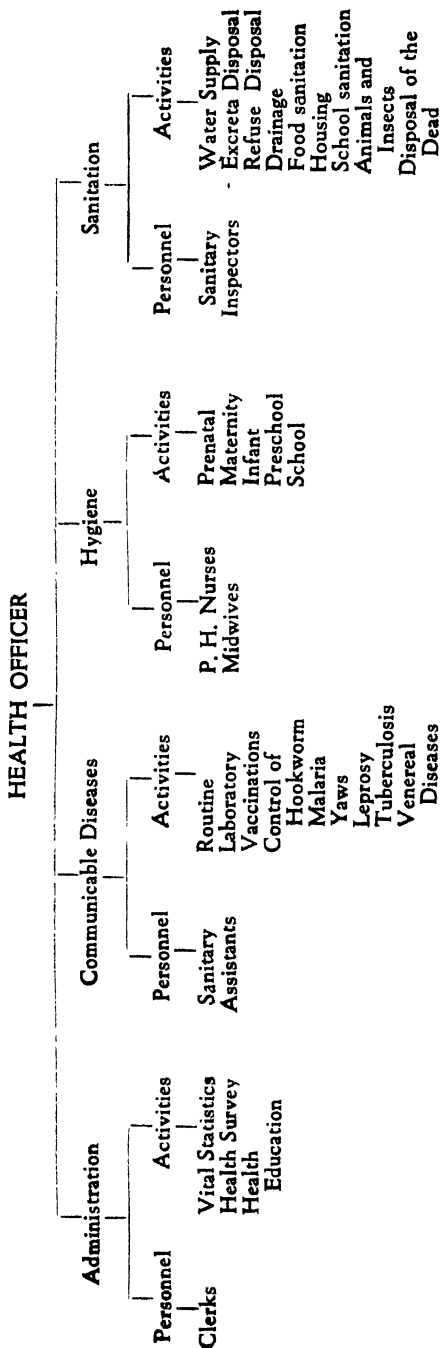 HEALTH OFFICER
Administration
Personnel
Clerks
Activities
Vital Statistics
Health Survey
Health
Education
Communicable Diseases
Personnel
Sanitary
Assistants
Activities
Routine
Laboratory
Vaccinations
Control of
Hookworm
Malaria
Yaws
Leprosy
Tuberculosis
Venereal
Diseases
Hygiene
Personnel
P. H. Nurses
Midwives
Activities
Prenatal
Maternity
Infant
Preschool
School
Sanitation
Personnel
Sanitary
Inspectors
Activities
Water Supply
Excreta Disposal
Refuse Disposal
Drainage
Food sanitation
Housing
School sanitation
Animals and
Insects
Disposal of the
Dead